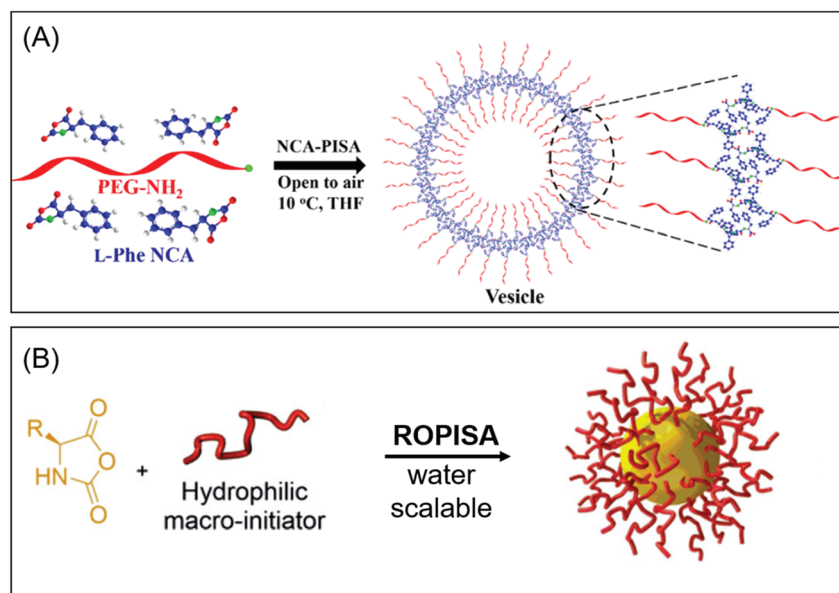 (A)
PEG-NH₂
L-Phe NCA
NCA-PISA
Open to air
10 °C, THF
Vesicle
(B)
R
O
O
HN
O
+
Hydrophilic
macro-initiator
ROPISA
water
scalable